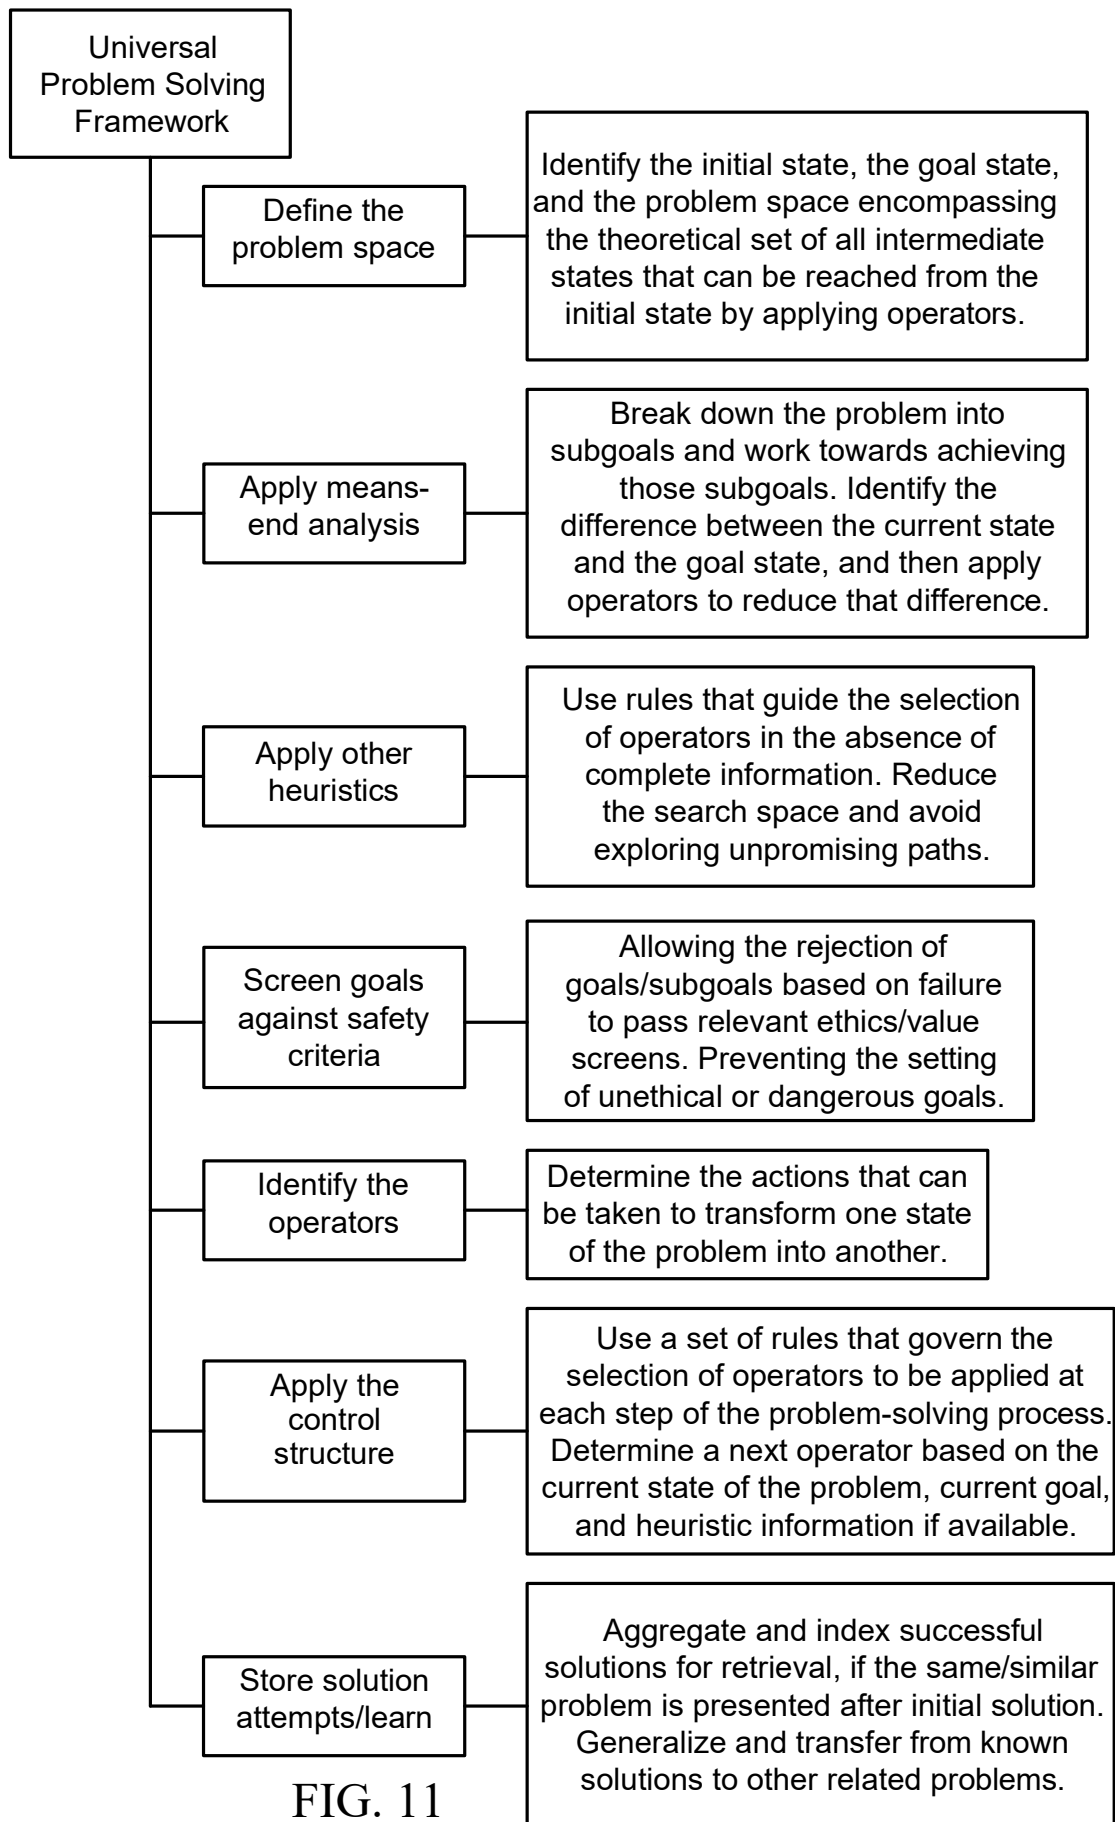 Universal
Problem Solving
Framework
Define the
problem space
Identify the initial state, the goal state,
and the problem space encompassing
the theoretical set of all intermediate
states that can be reached from the
initial state by applying operators.
Apply means-
end analysis
Break down the problem into
subgoals and work towards achieving
those subgoals. Identify the
difference between the current state
and the goal state, and then apply
operators to reduce that difference.
Apply other
heuristics
Use rules that guide the selection
of operators in the absence of
complete information. Reduce
the search space and avoid
exploring unpromising paths.
Screen goals
against safety
criteria
Allowing the rejection of
goals/subgoals based on failure
to pass relevant ethics/value
screens. Preventing the setting
of unethical or dangerous goals.
Identify the
operators
Determine the actions that can
be taken to transform one state
of the problem into another.
Apply the
control
structure
Use a set of rules that govern the
selection of operators to be applied at
each step of the problem-solving process.
Determine a next operator based on the
current state of the problem, current goal,
and heuristic information if available.
Store solution
attempts/learn
Aggregate and index successful
solutions for retrieval, if the same/similar
problem is presented after initial solution.
Generalize and transfer from known
solutions to other related problems.
FIG. 11